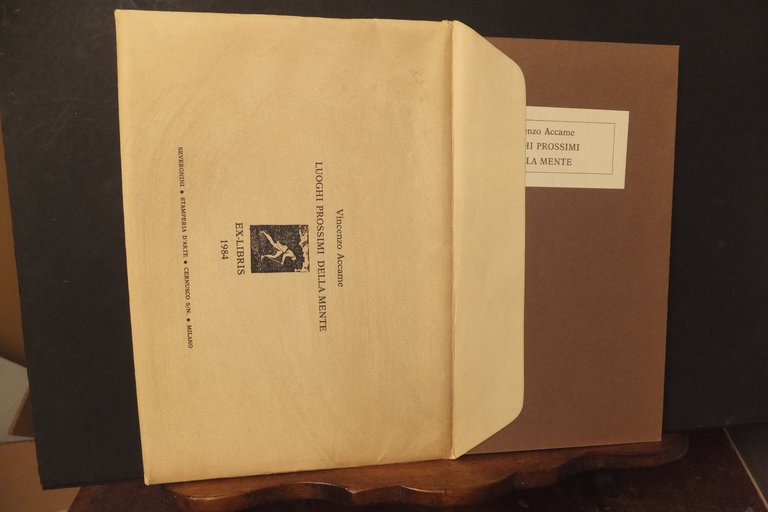 Vincenzo Accame
LUOGHI PROSSIMI DELLA MENTE
EX-LIBRIS
1984
SEVERGNINI • STAMPERIA D'ARTE • CERNUSCO S/N. • MILANO
enzo Accame
HI PROSSIMI
LA MENTE